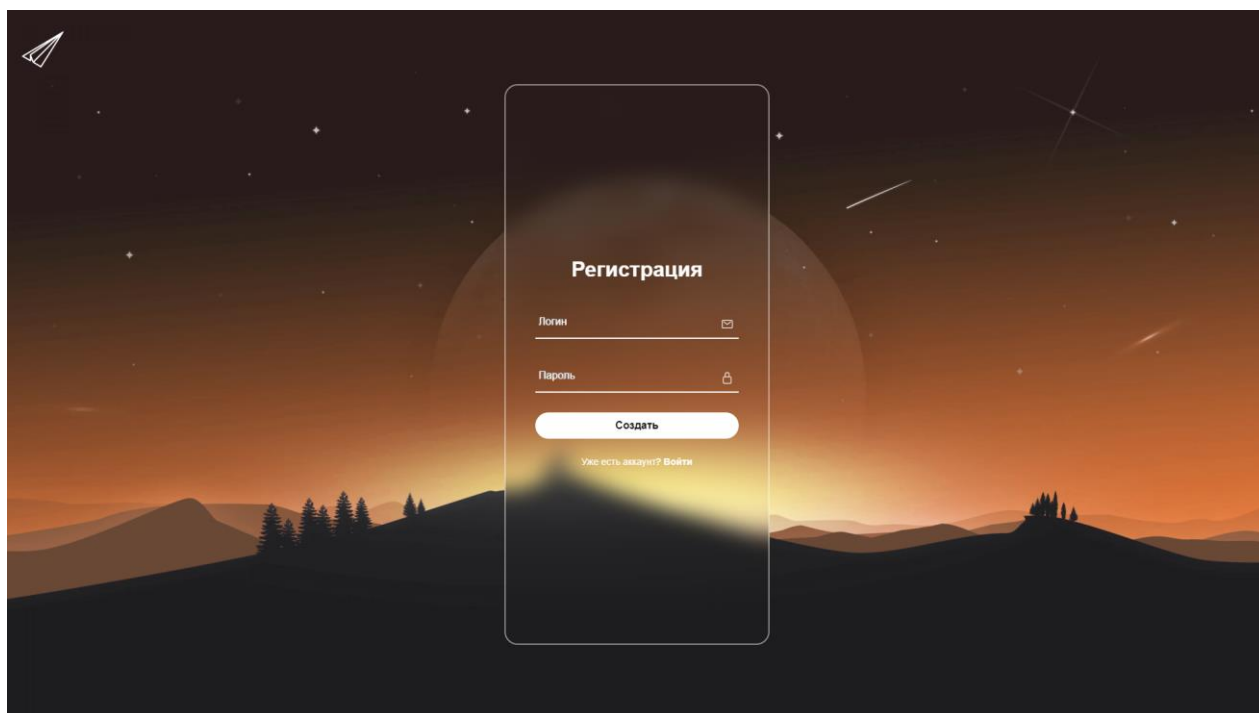 Регистрация
Логин
Пароль
Создать
Уже есть аккаунт? Войти